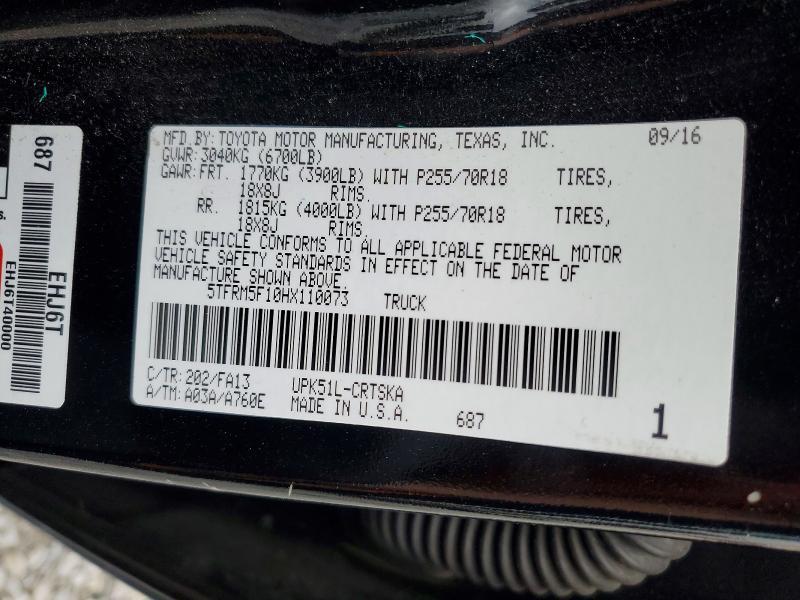 MFD.BY:TOYOTA MOTOR MANUFACTURING, TEXAS, INC. 09/16
GVWR:3040KG (6700LB)
GAWR:FRT. 1770KG (3900LB) WITH P255/70R18 TIRES,
18X8J RIMS.
RR. 1815KG (4000LB) WITH P255/70R18 TIRES,
18X8J RIMS.
THIS VEHICLE CONFORMS TO ALL APPLICABLE FEDERAL MOTOR
VEHICLE SAFETY STANDARDS IN EFFECT ON THE DATE OF
MANUFACTURE SHOWN ABOVE.
5TFRM5F10HX110073 TRUCK
C/TR:202/FA13 UPK51L-CRTSKA
A/TM:A03A/A760E MADE IN U.S.A. 687 1
687
EHJ6T
EHJ6T40000
s.